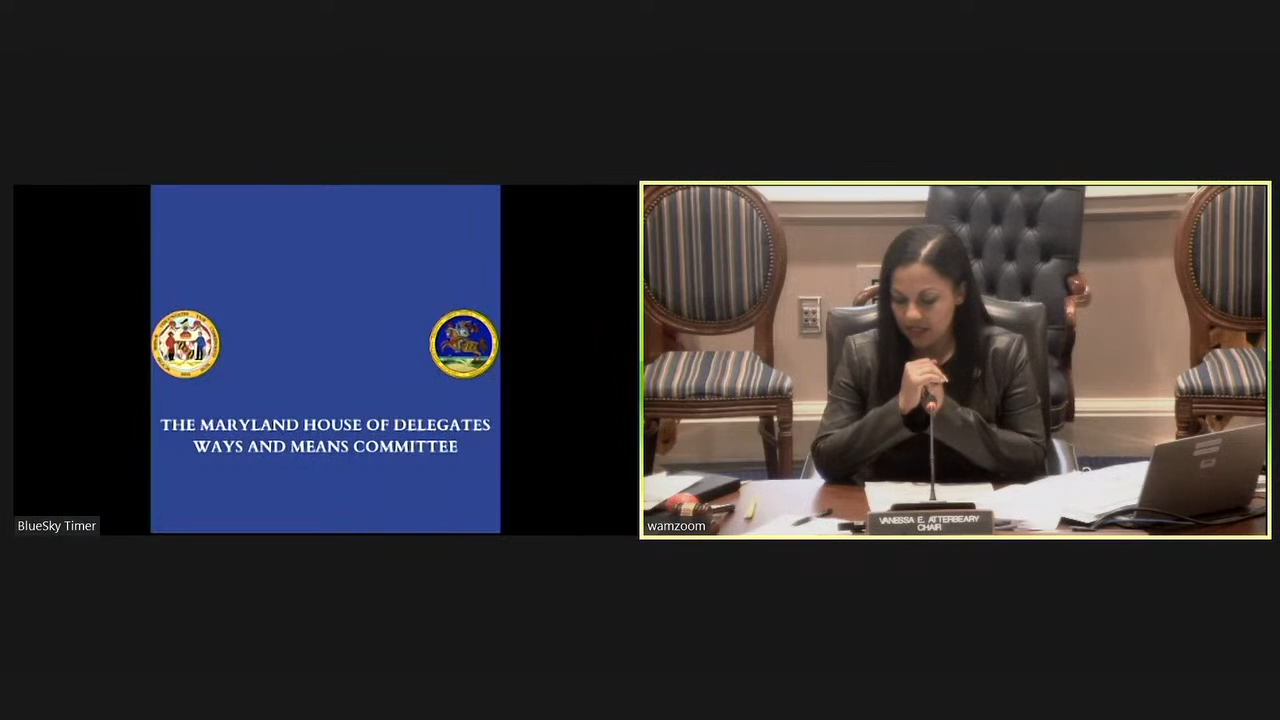 THE MARYLAND HOUSE OF DELEGATES
WAYS AND MEANS COMMITTEE
BlueSky Timer
wamzoom
VANESSA E. ATTERBEARY
CHAIR